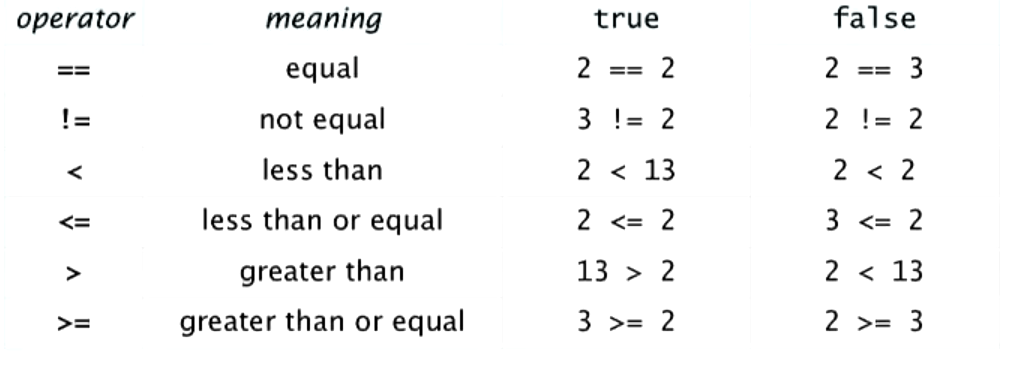 operator meaning true false
== equal 2 == 2 2 == 3
!= not equal 3 != 2 2 != 2
< less than 2 < 13 2 < 2
<= less than or equal 2 <= 2 3 <= 2
> greater than 13 > 2 2 < 13
>= greater than or equal 3 >= 2 2 >= 3